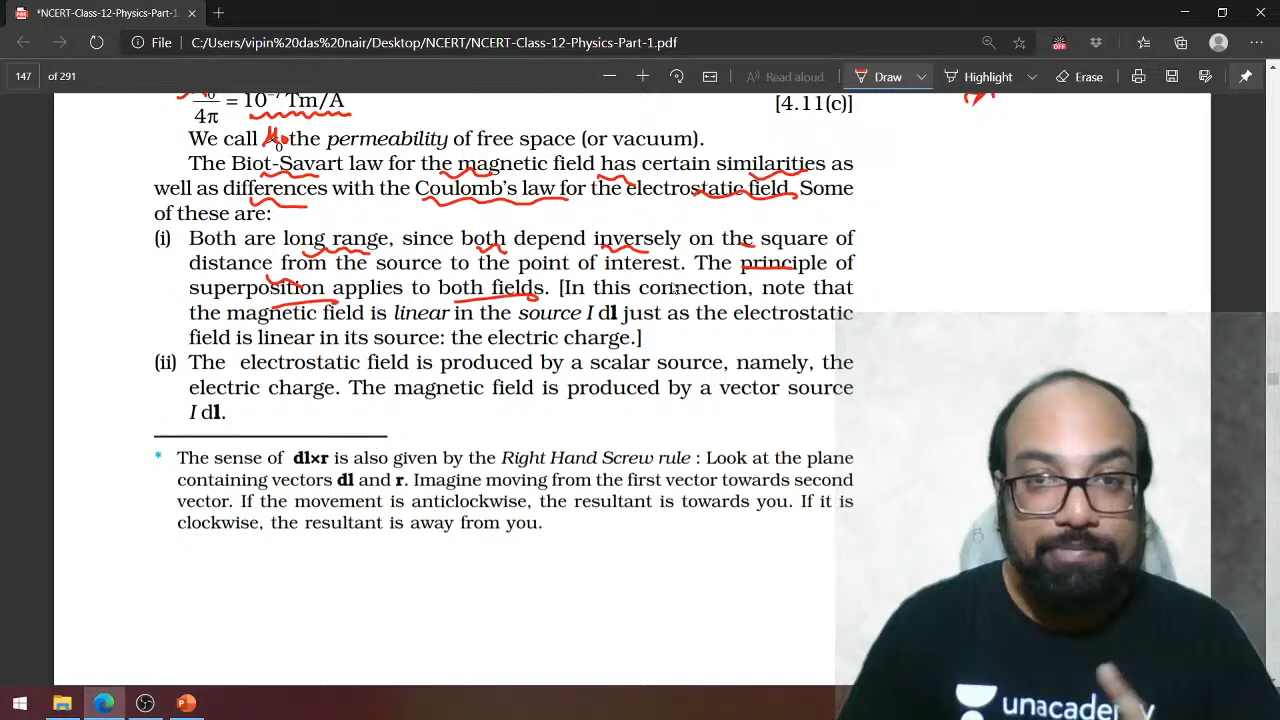 *NCERT-Class-12-Physics-Part-1.
File C:/Users/vipin%20das%20nair/Desktop/NCERT/NCERT-Class-12-Physics-Part-1.pdf
147 of 291 Read aloud Draw Highlight Erase
4π = 10⁻⁷ Tm/A [4.11(c)]
We call μ₀ the permeability of free space (or vacuum).
The Biot-Savart law for the magnetic field has certain similarities as
well as differences with the Coulomb's law for the electrostatic field. Some
of these are:
(i) Both are long range, since both depend inversely on the square of
distance from the source to the point of interest. The principle of
superposition applies to both fields. [In this connection, note that
the magnetic field is linear in the source I dl just as the electrostatic
field is linear in its source: the electric charge.]
(ii) The electrostatic field is produced by a scalar source, namely, the
electric charge. The magnetic field is produced by a vector source
I dl.
* The sense of dl×r is also given by the Right Hand Screw rule : Look at the plane
containing vectors dl and r. Imagine moving from the first vector towards second
vector. If the movement is anticlockwise, the resultant is towards you. If it is
clockwise, the resultant is away from you.
unacademy